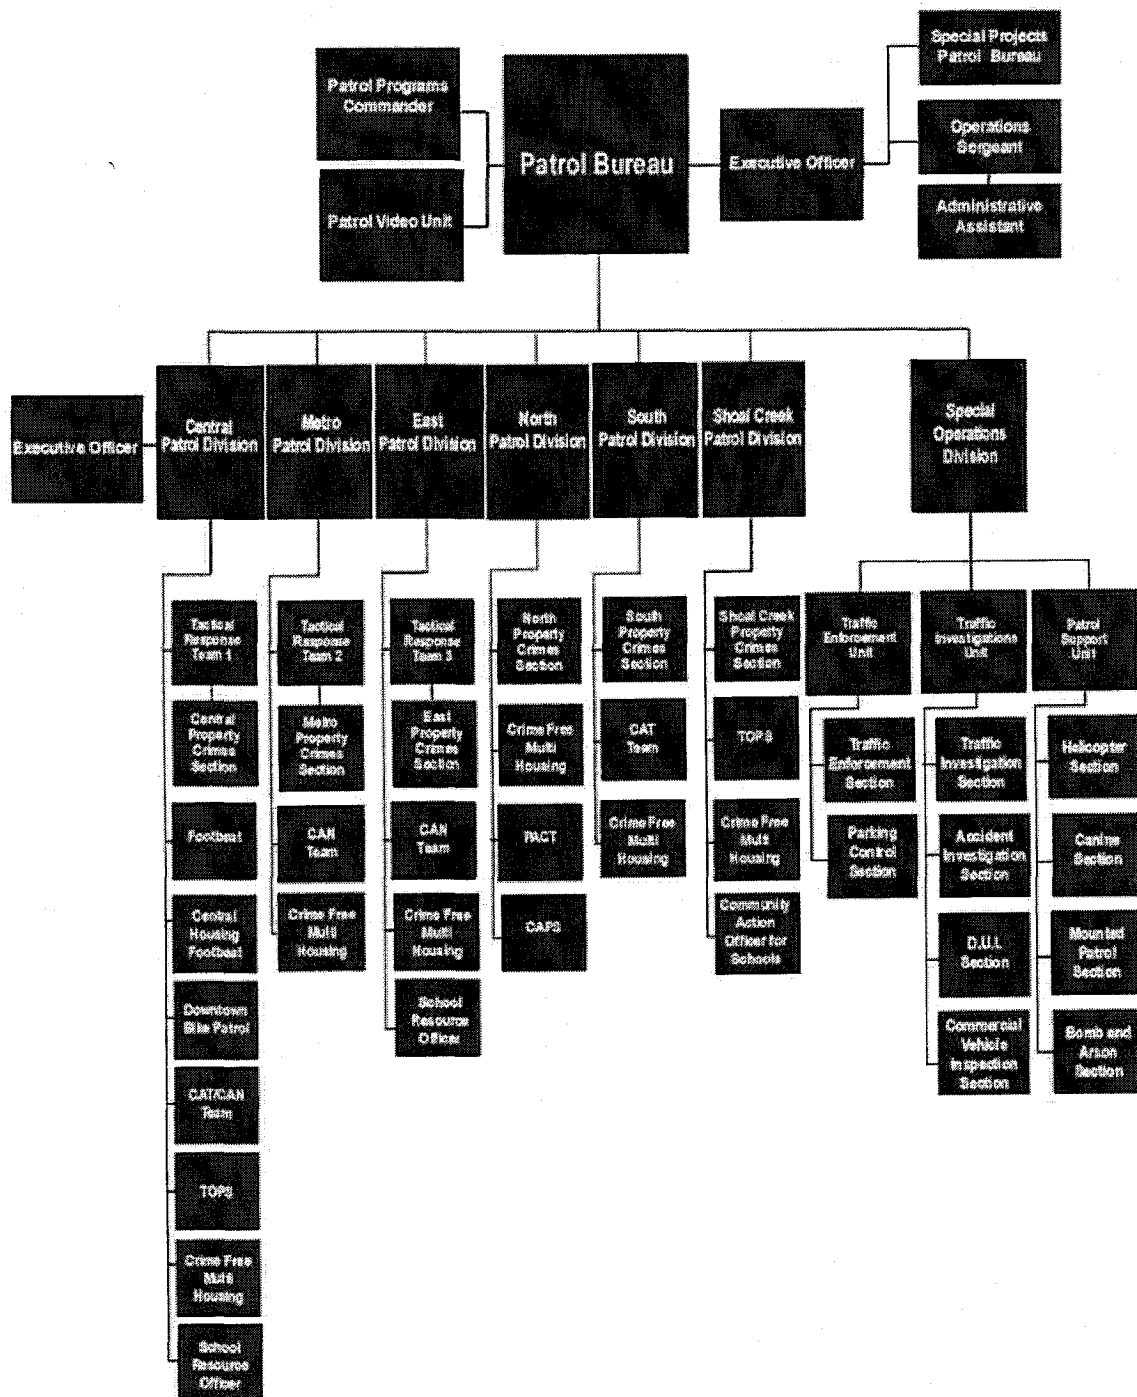 Special Projects
Patrol Bureau
Patrol Programs
Commander
Patrol Bureau
Executive Officer
Operations
Sergeant
Patrol Video Unit
Administrative
Assistant
Executive Officer
Central
Patrol Division
Metro
Patrol Division
East
Patrol Division
North
Patrol Division
South
Patrol Division
Shoal Creek
Patrol Division
Special
Operations
Division
Tactical
Response
Team 1
Central
Property
Crimes
Section
Footbeat
Central
Housing
Footbeat
Downtown
Bike Patrol
CAT/CAN
Team
TOPS
Crime Free
Multi
Housing
School
Resource
Officer
Tactical
Response
Team 2
Metro
Property
Crimes
Section
CAN
Team
Crime Free
Multi
Housing
Tactical
Response
Team 3
East
Property
Crimes
Section
CAN
Team
Crime Free
Multi
Housing
School
Resource
Officer
North
Property
Crimes
Section
Crime Free
Multi
Housing
PACT
CAPS
South
Property
Crimes
Section
CAT
Team
Crime Free
Multi
Housing
Shoal Creek
Property
Crimes
Section
TOPS
Crime Free
Multi
Housing
Community
Action
Officer for
Schools
Traffic
Enforcement
Unit
Traffic
Enforcement
Section
Parking
Control
Section
Traffic
Investigations
Unit
Traffic
Investigation
Section
Accident
Investigation
Section
D.U.I.
Section
Commercial
Vehicle
Inspection
Section
Patrol
Support
Unit
Helicopter
Section
Canine
Section
Mounted
Patrol
Section
Bomb and
Arson
Section